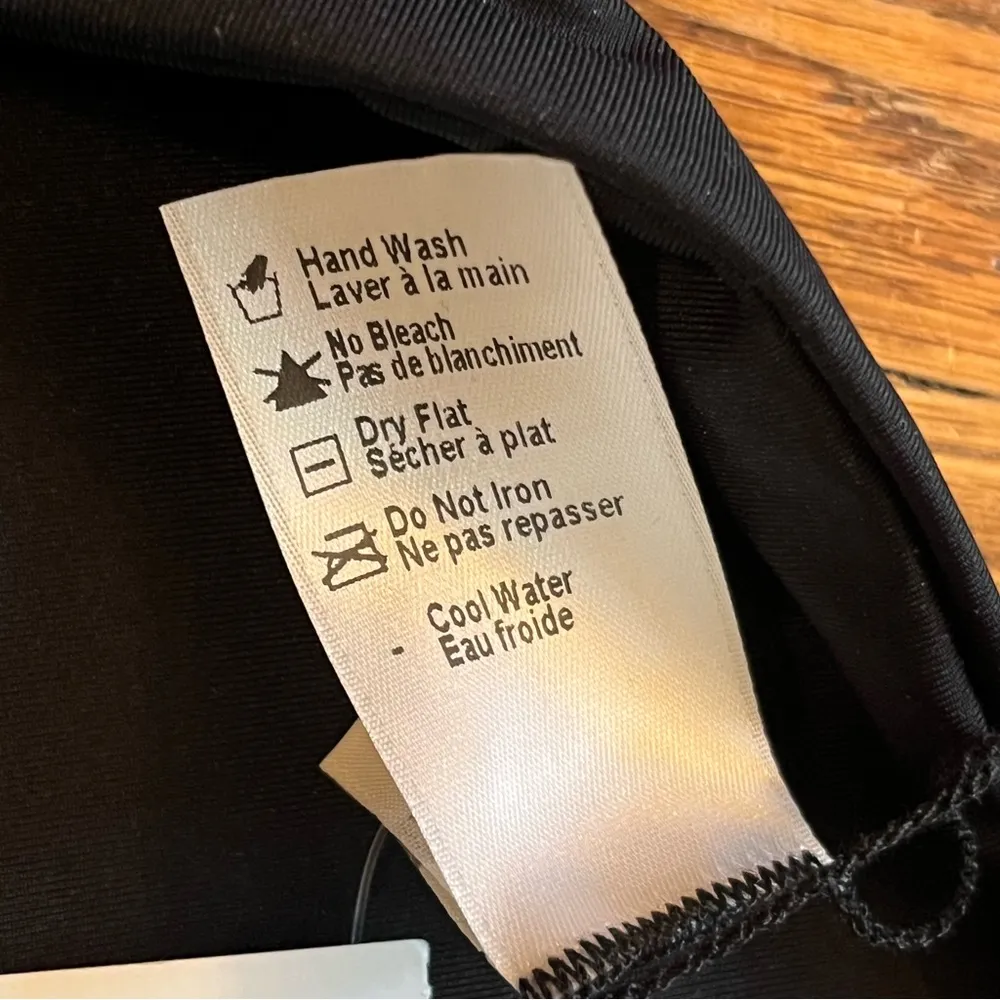 Hand Wash
Laver à la main
No Bleach
Pas de blanchiment
Dry Flat
Sécher à plat
Do Not Iron
Ne pas repasser
Cool Water
- Eau froide